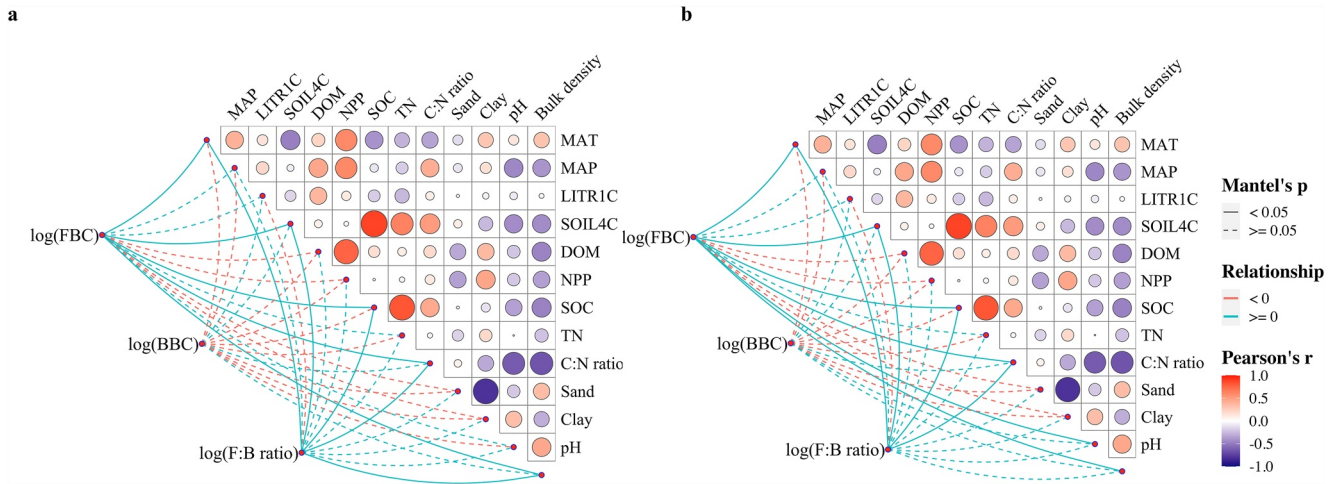 a
b
MAP
LITR1C
SOIL4C
DOM
NPP
SOC
TN
C:N ratio
Sand
Clay
pH
Bulk density
MAT
MAP
LITR1C
SOIL4C
DOM
NPP
SOC
TN
C:N ratio
Sand
Clay
pH
log(FBC)
log(BBC)
log(F:B ratio)
MAP
LITR1C
SOIL4C
DOM
NPP
SOC
TN
C:N ratio
Sand
Clay
pH
Bulk density
MAT
MAP
LITR1C
SOIL4C
DOM
NPP
SOC
TN
C:N ratio
Sand
Clay
pH
log(FBC)
log(BBC)
log(F:B ratio)
Mantel's p
< 0.05
>= 0.05
Relationship
< 0
>= 0
Pearson's r
1.0
0.5
0.0
-0.5
-1.0